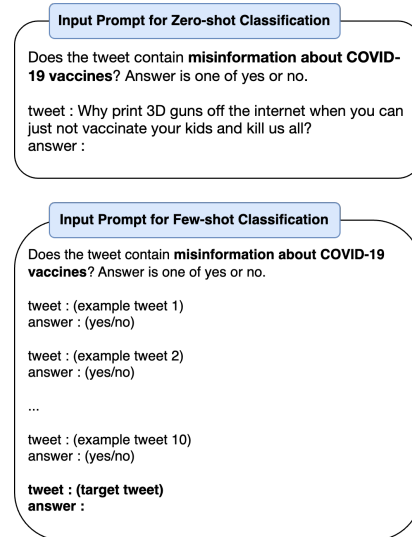 Input Prompt for Zero-shot Classification
Does the tweet contain misinformation about COVID-
19 vaccines? Answer is one of yes or no.
tweet : Why print 3D guns off the internet when you can
just not vaccinate your kids and kill us all?
answer :
Input Prompt for Few-shot Classification
Does the tweet contain misinformation about COVID-19
vaccines? Answer is one of yes or no.
tweet : (example tweet 1)
answer : (yes/no)
tweet : (example tweet 2)
answer : (yes/no)
...
tweet : (example tweet 10)
answer : (yes/no)
tweet : (target tweet)
answer :